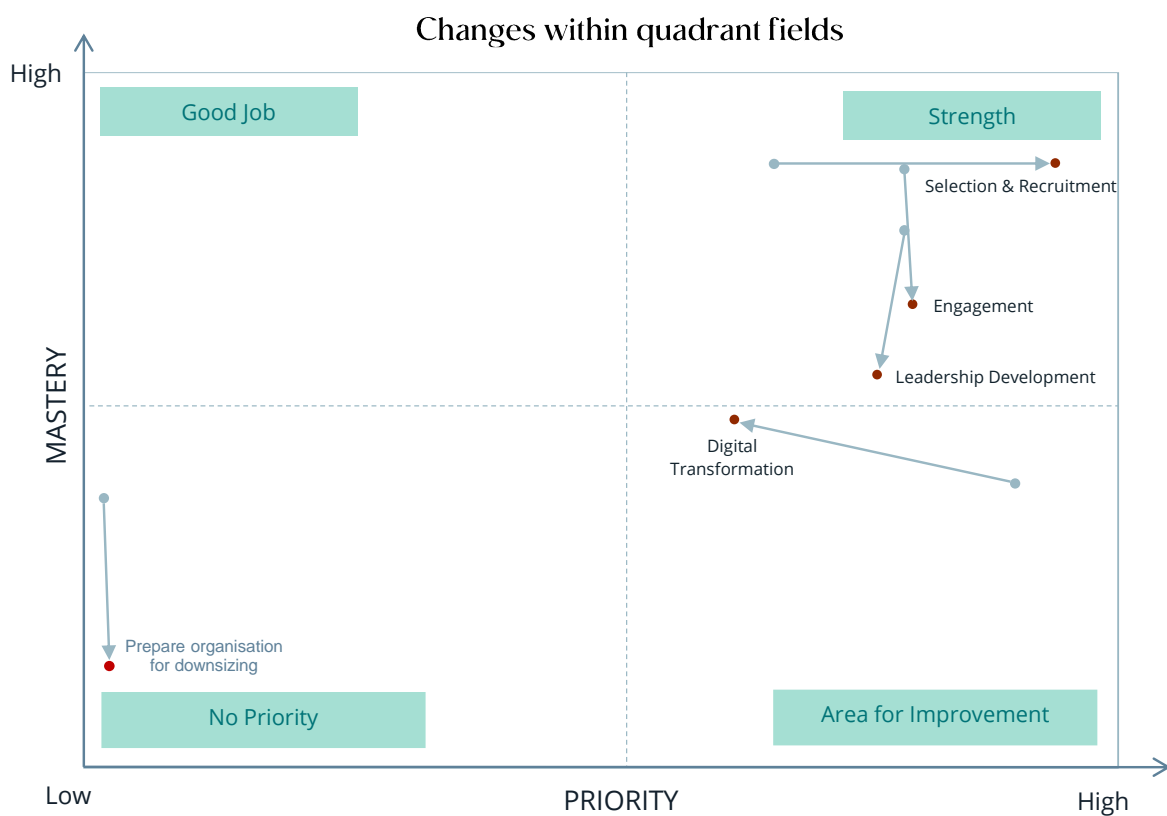 Changes within quadrant fields
High
Good Job
Strength
Selection & Recruitment
Engagement
MASTERY
Leadership Development
Digital
Transformation
Prepare organisation
for downsizing
No Priority
Area for Improvement
Low
PRIORITY
High